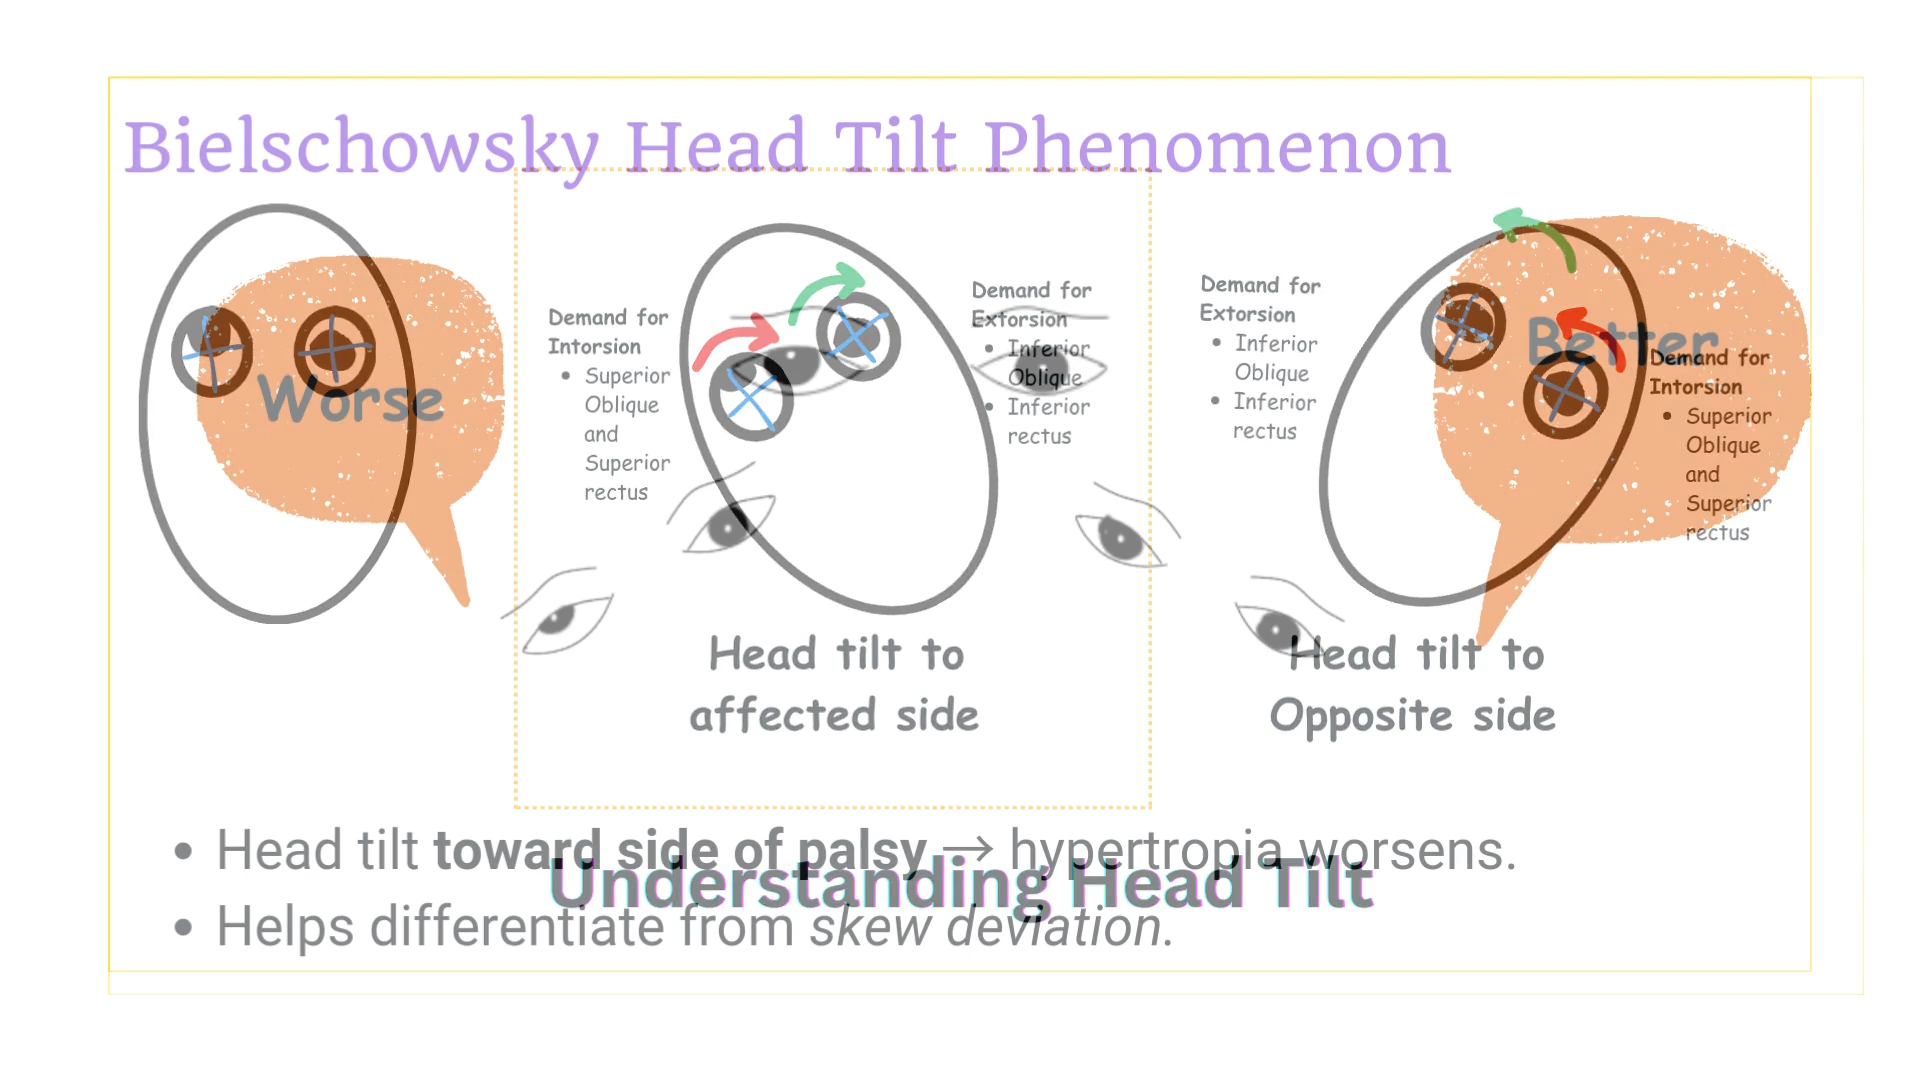 Bielschowsky Head Tilt Phenomenon
Worse
Demand for
Intorsion
• Superior
Oblique
and
Superior
rectus
Demand for
Extorsion
• Inferior
Oblique
• Inferior
rectus
Head tilt to
affected side
Demand for
Extorsion
• Inferior
Oblique
• Inferior
rectus
Better
Demand for
Intorsion
• Superior
Oblique
and
Superior
rectus
Head tilt to
Opposite side
• Head tilt toward side of palsy → hypertropia worsens.
Understanding Head Tilt
• Helps differentiate from skew deviation.